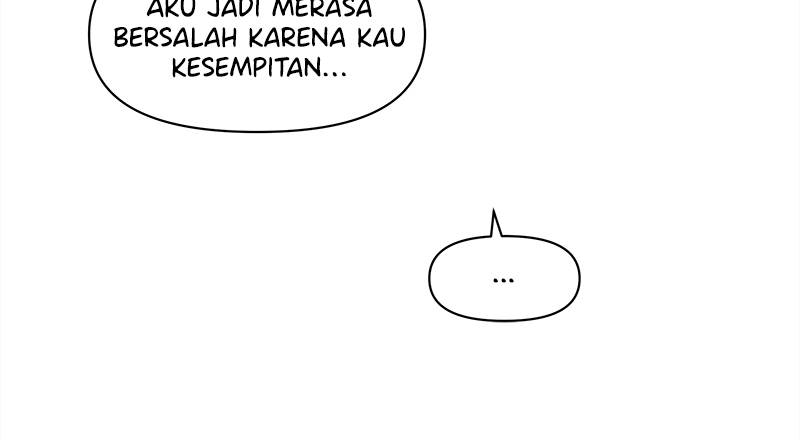 AKU JADI MERASA
BERSALAH KARENA KAU
KESEMPITAN...
...